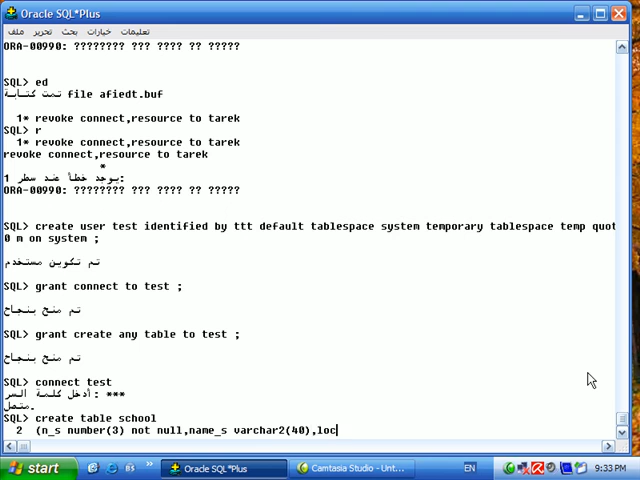 Oracle SQL*Plus
ملف تحرير بحث خيارات تعليمات
ORA-00990: ???????? ??? ???? ?? ?????
SQL> ed
تمت كتابة file afiedt.buf
1* revoke connect,resource to tarek
SQL> r
1* revoke connect,resource to tarek
revoke connect,resource to tarek
*
يوجد خطأ عند سطر 1:
ORA-00990: ???????? ??? ???? ?? ?????
SQL> create user test identified by ttt default tablespace system temporary tablespace temp quot
0 m on system ;
تم تكوين مستخدم
SQL> grant connect to test ;
تم منح بنجاح
SQL> grant create any table to test ;
تم منح بنجاح
SQL> connect test
أدخل كلمة السر: ***
متصل.
SQL> create table school
2 (n_s number(3) not null,name_s varchar2(40),loc
start
Oracle SQL*Plus
Camtasia Studio - Unt...
EN
9:33 PM